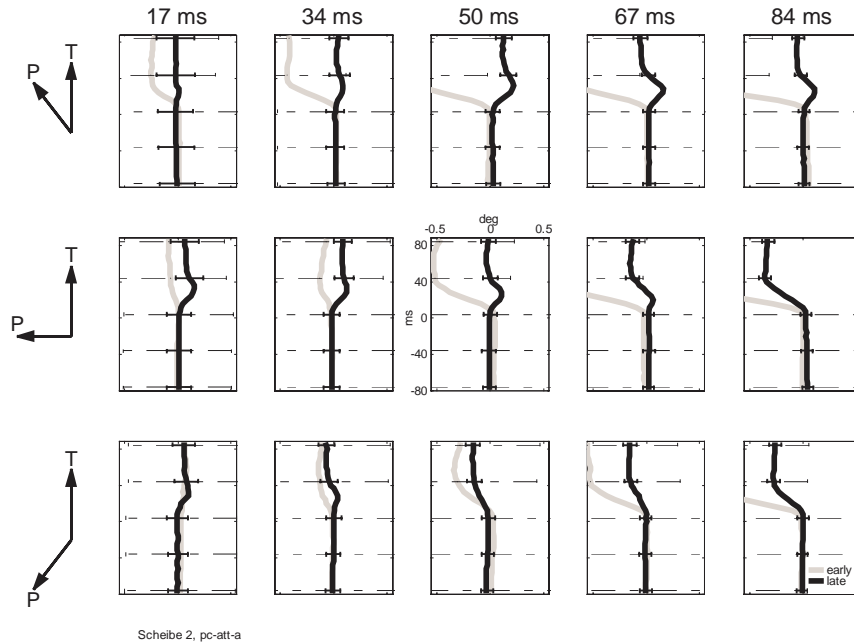 17 ms 34 ms 50 ms 67 ms 84 ms
T
P
deg
-0.5 0 0.5
T
P
80
40
0
-40
-80
ms
T
P
early
late
Scheibe 2, pc-att-a